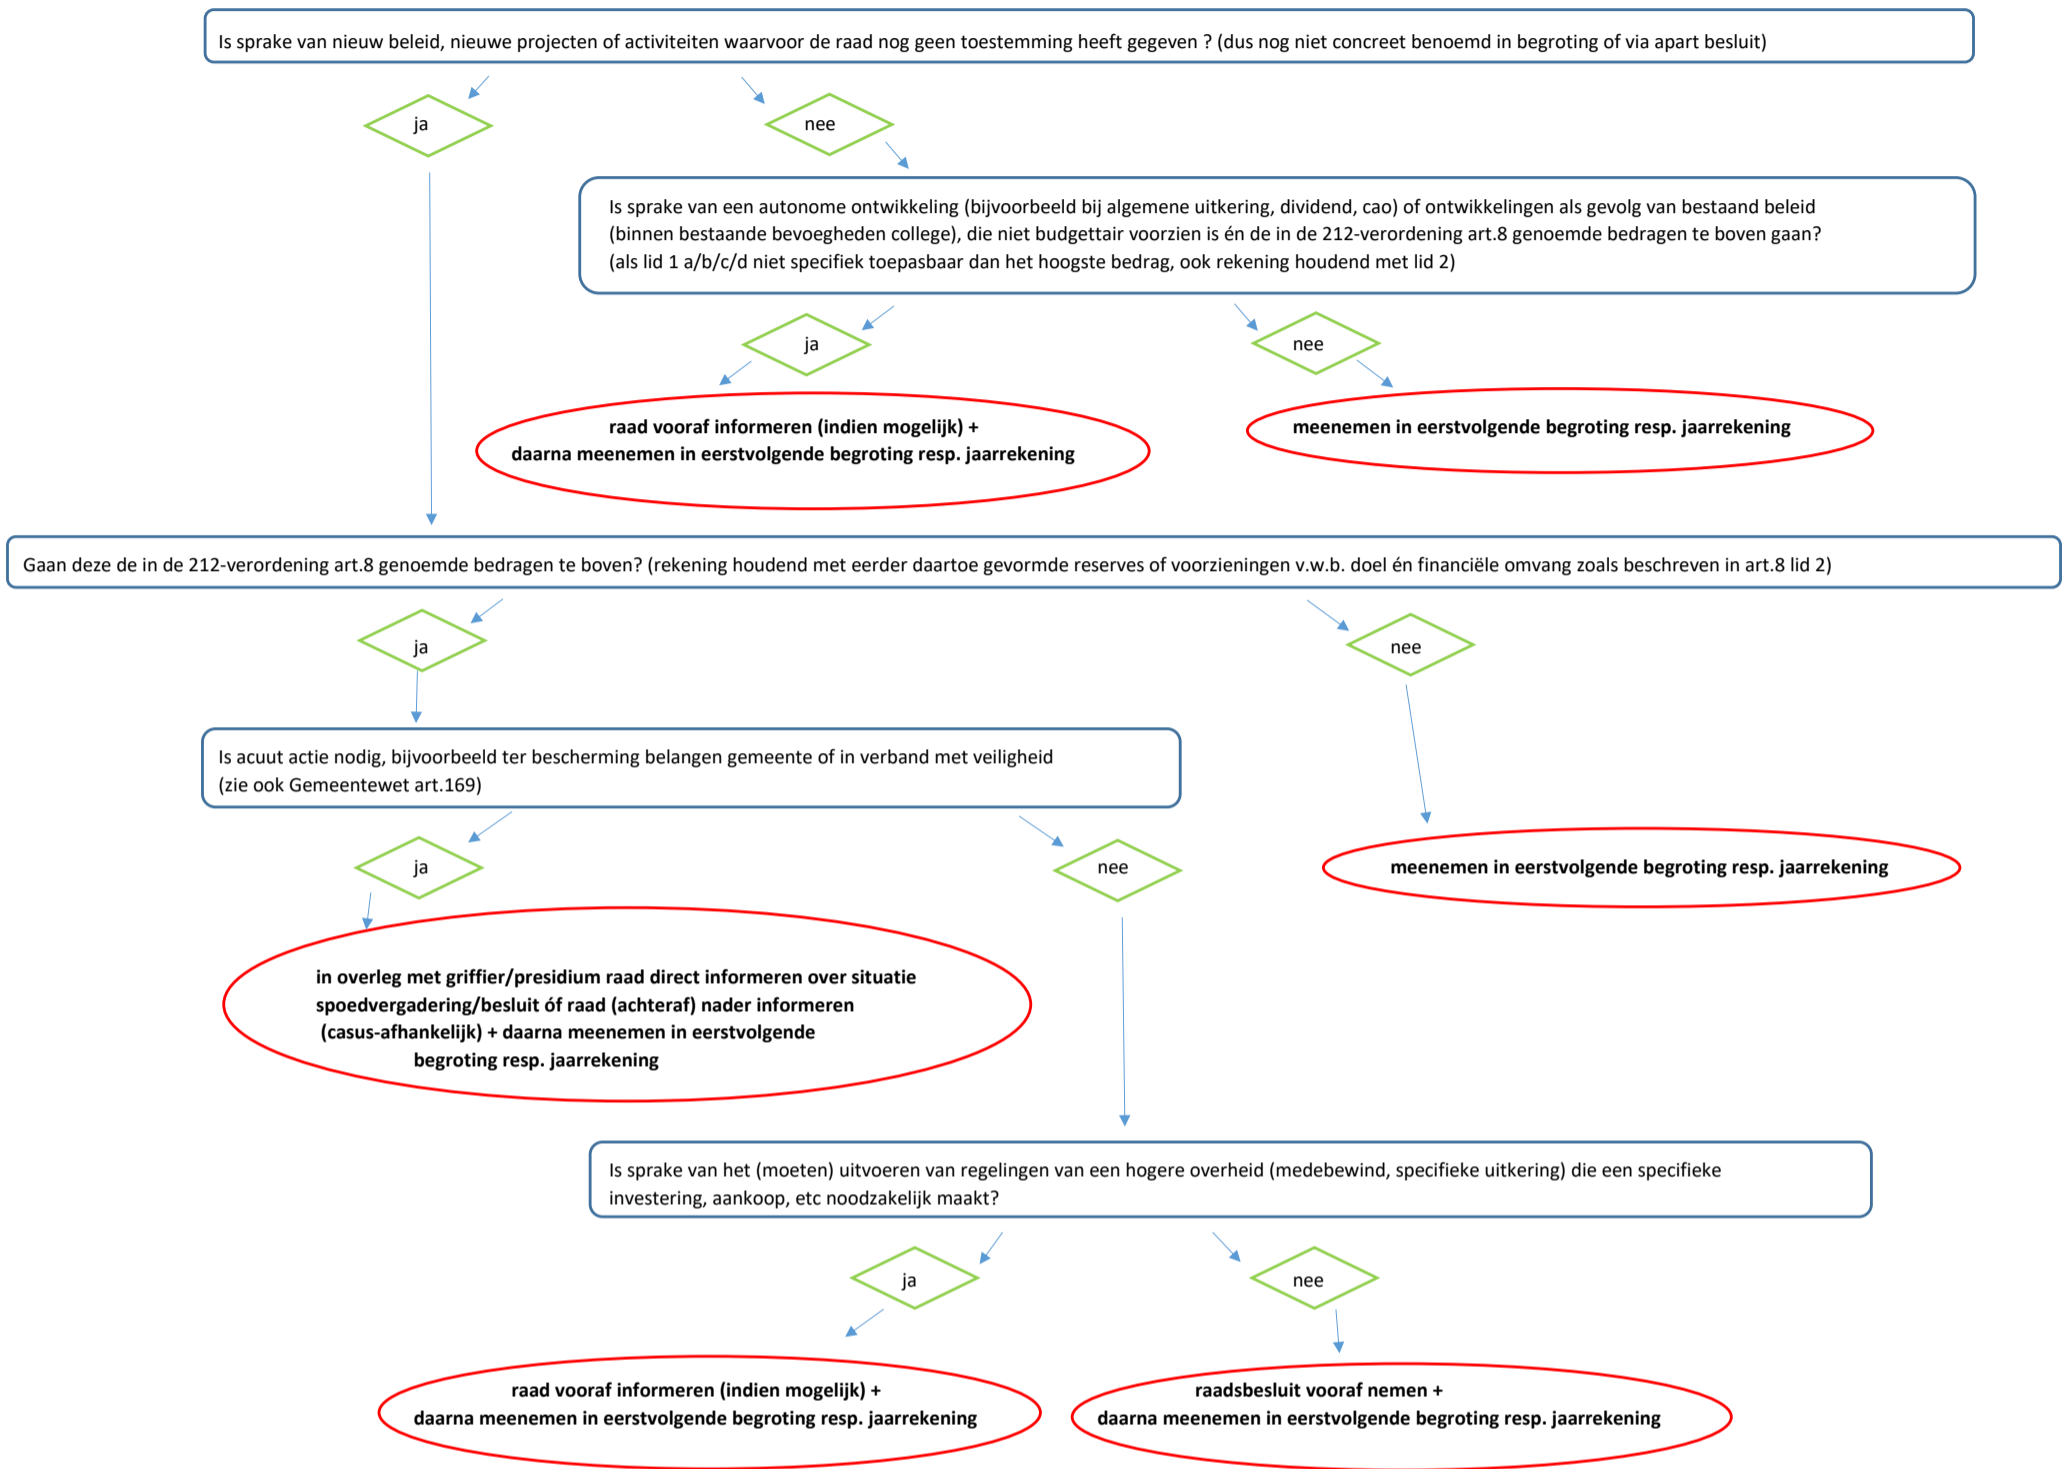 Is sprake van nieuw beleid, nieuwe projecten of activiteiten waarvoor de raad nog geen toestemming heeft gegeven ? (dus nog niet concreet benoemd in begroting of via apart besluit)
ja
nee
Is sprake van een autonome ontwikkeling (bijvoorbeeld bij algemene uitkering, dividend, cao) of ontwikkelingen als gevolg van bestaand beleid
(binnen bestaande bevoegheden college), die niet budgettair voorzien is én de in de 212-verordening art.8 genoemde bedragen te boven gaan?
(als lid 1 a/b/c/d niet specifiek toepasbaar dan het hoogste bedrag, ook rekening houdend met lid 2)
ja
nee
raad vooraf informeren (indien mogelijk) +
daarna meenemen in eerstvolgende begroting resp. jaarrekening
meenemen in eerstvolgende begroting resp. jaarrekening
Gaan deze de in de 212-verordening art.8 genoemde bedragen te boven? (rekening houdend met eerder daartoe gevormde reserves of voorzieningen v.w.b. doel én financiële omvang zoals beschreven in art.8 lid 2)
ja
nee
Is acuut actie nodig, bijvoorbeeld ter bescherming belangen gemeente of in verband met veiligheid
(zie ook Gemeentewet art.169)
ja
nee
meenemen in eerstvolgende begroting resp. jaarrekening
in overleg met griffier/presidium raad direct informeren over situatie
spoedvergadering/besluit óf raad (achteraf) nader informeren
(casus-afhankelijk) + daarna meenemen in eerstvolgende
begroting resp. jaarrekening
Is sprake van het (moeten) uitvoeren van regelingen van een hogere overheid (medebewind, specifieke uitkering) die een specifieke
investering, aankoop, etc noodzakelijk maakt?
ja
nee
raad vooraf informeren (indien mogelijk) +
daarna meenemen in eerstvolgende begroting resp. jaarrekening
raadsbesluit vooraf nemen +
daarna meenemen in eerstvolgende begroting resp. jaarrekening